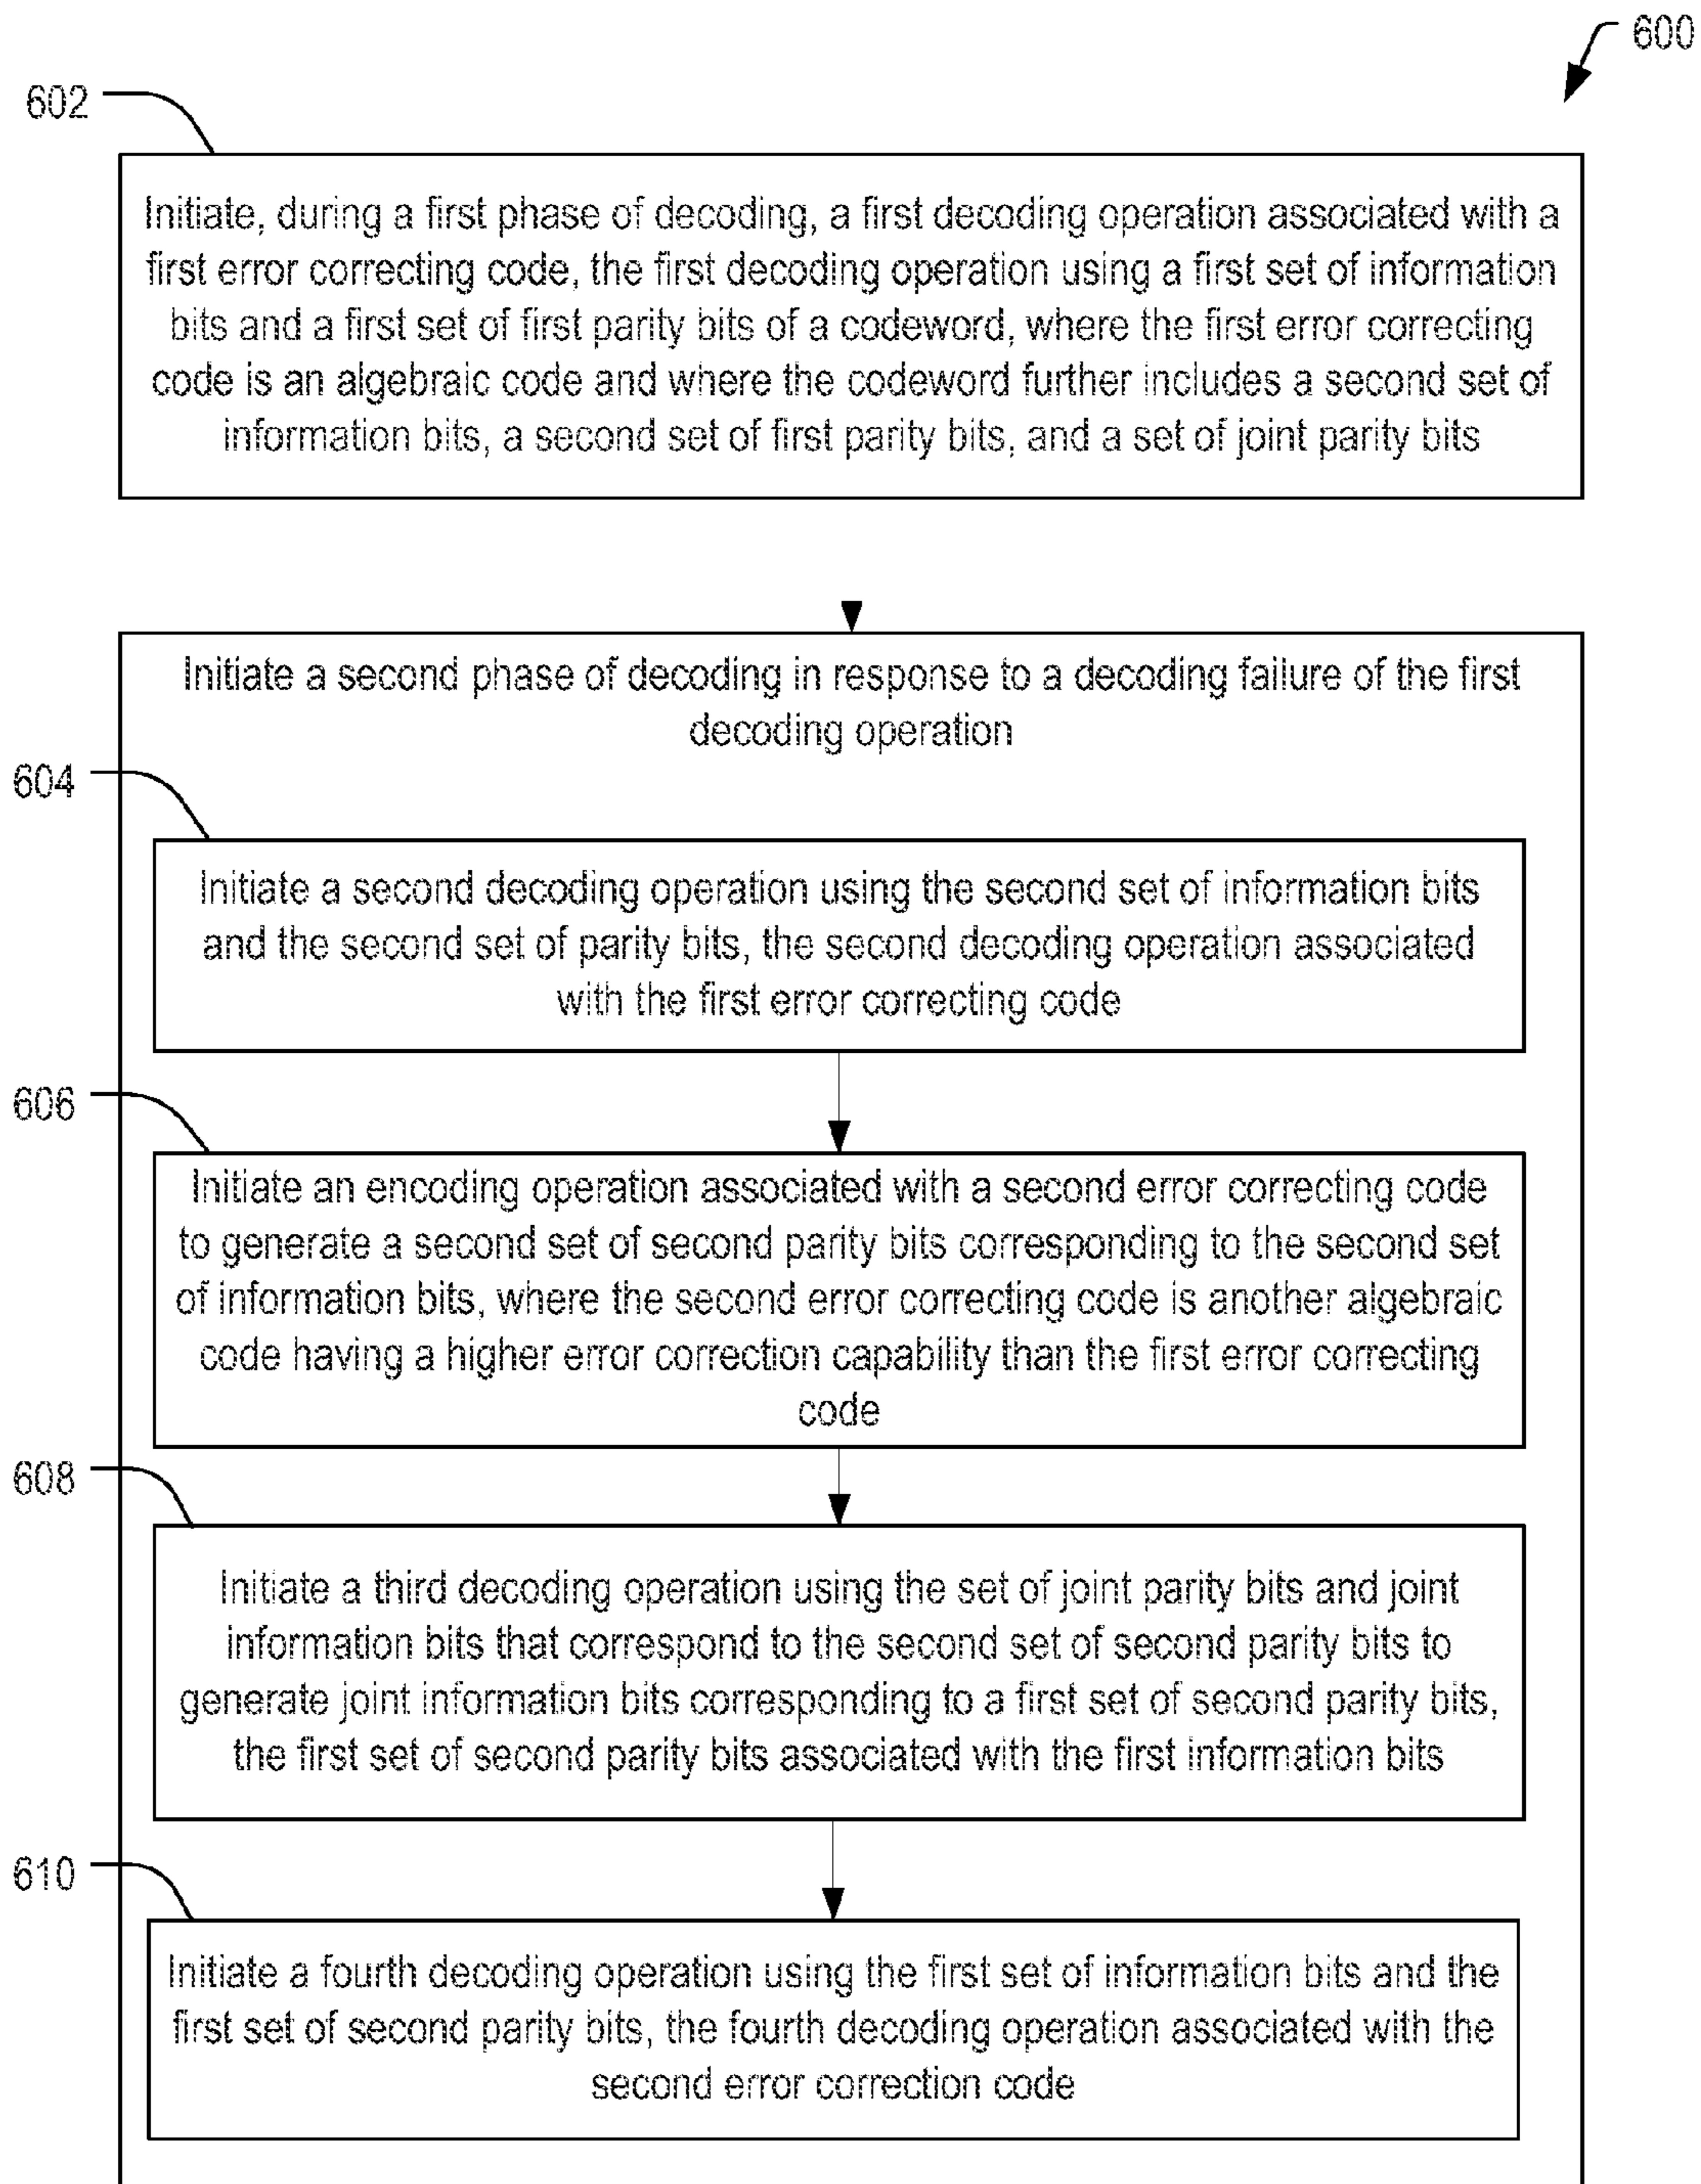 600
602
Initiate, during a first phase of decoding, a first decoding operation associated with a
first error correcting code, the first decoding operation using a first set of information
bits and a first set of first parity bits of a codeword, where the first error correcting
code is an algebraic code and where the codeword further includes a second set of
information bits, a second set of first parity bits, and a set of joint parity bits
Initiate a second phase of decoding in response to a decoding failure of the first
decoding operation
604
Initiate a second decoding operation using the second set of information bits
and the second set of parity bits, the second decoding operation associated
with the first error correcting code
606
Initiate an encoding operation associated with a second error correcting code
to generate a second set of second parity bits corresponding to the second set
of information bits, where the second error correcting code is another algebraic
code having a higher error correction capability than the first error correcting
code
608
Initiate a third decoding operation using the set of joint parity bits and joint
information bits that correspond to the second set of second parity bits to
generate joint information bits corresponding to a first set of second parity bits,
the first set of second parity bits associated with the first information bits
610
Initiate a fourth decoding operation using the first set of information bits and the
first set of second parity bits, the fourth decoding operation associated with the
second error correction code